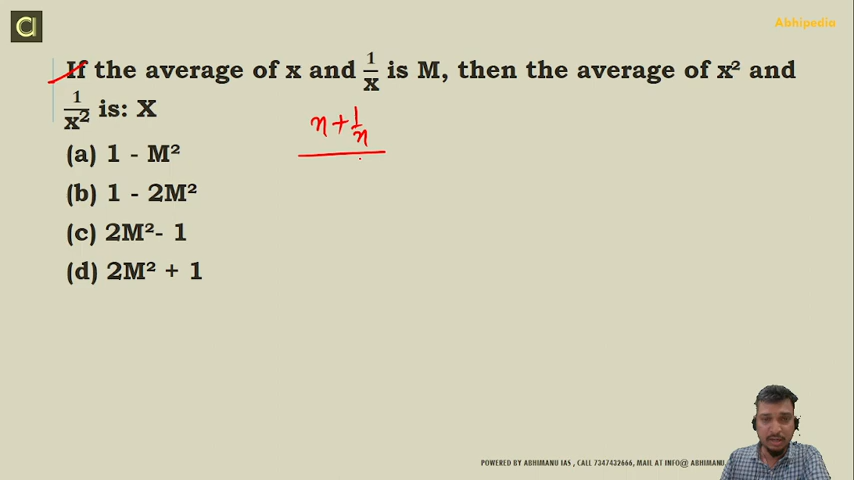 Abhipedia
If the average of x and 1/x is M, then the average of x² and
1/x² is: X
x + 1/x
(a) 1 - M²
(b) 1 - 2M²
(c) 2M²- 1
(d) 2M² + 1
POWERED BY ABHIMANU IAS , CALL 7347432666, MAIL AT INFO@ ABHIMANU